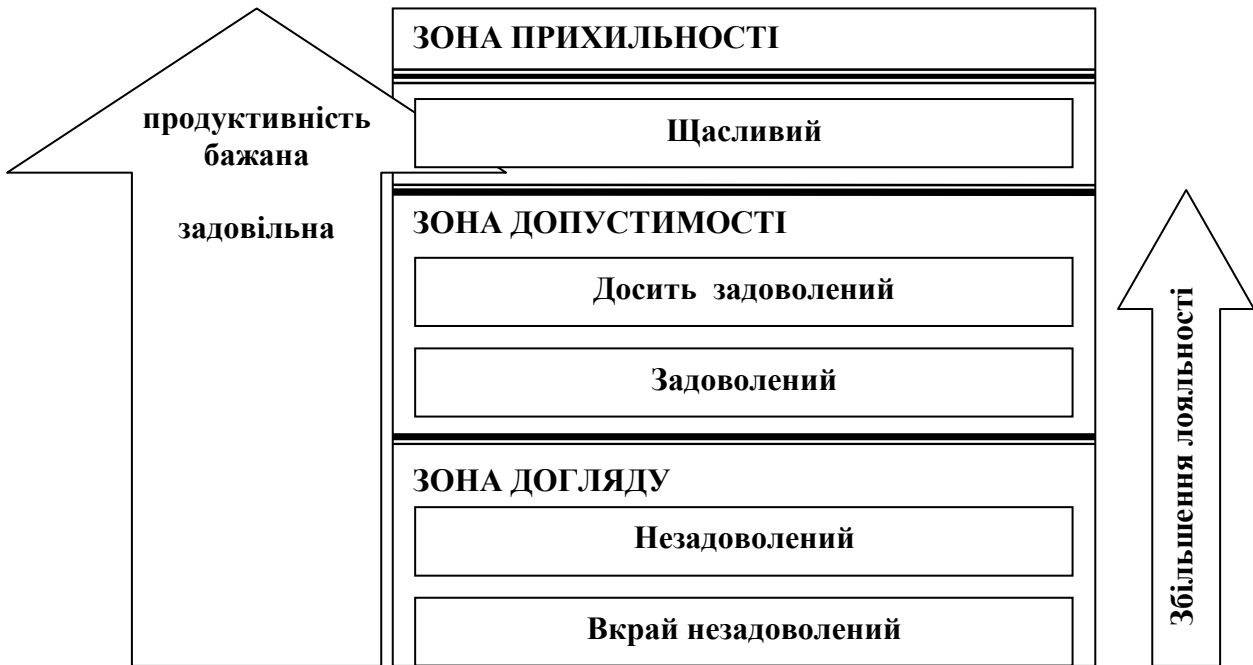 ЗОНА ПРИХИЛЬНОСТІ
продуктивність
бажана
задовільна
Щасливий
ЗОНА ДОПУСТИМОСТІ
Досить задоволений
Задоволений
ЗОНА ДОГЛЯДУ
Незадоволений
Вкрай незадоволений
Збільшення лояльності